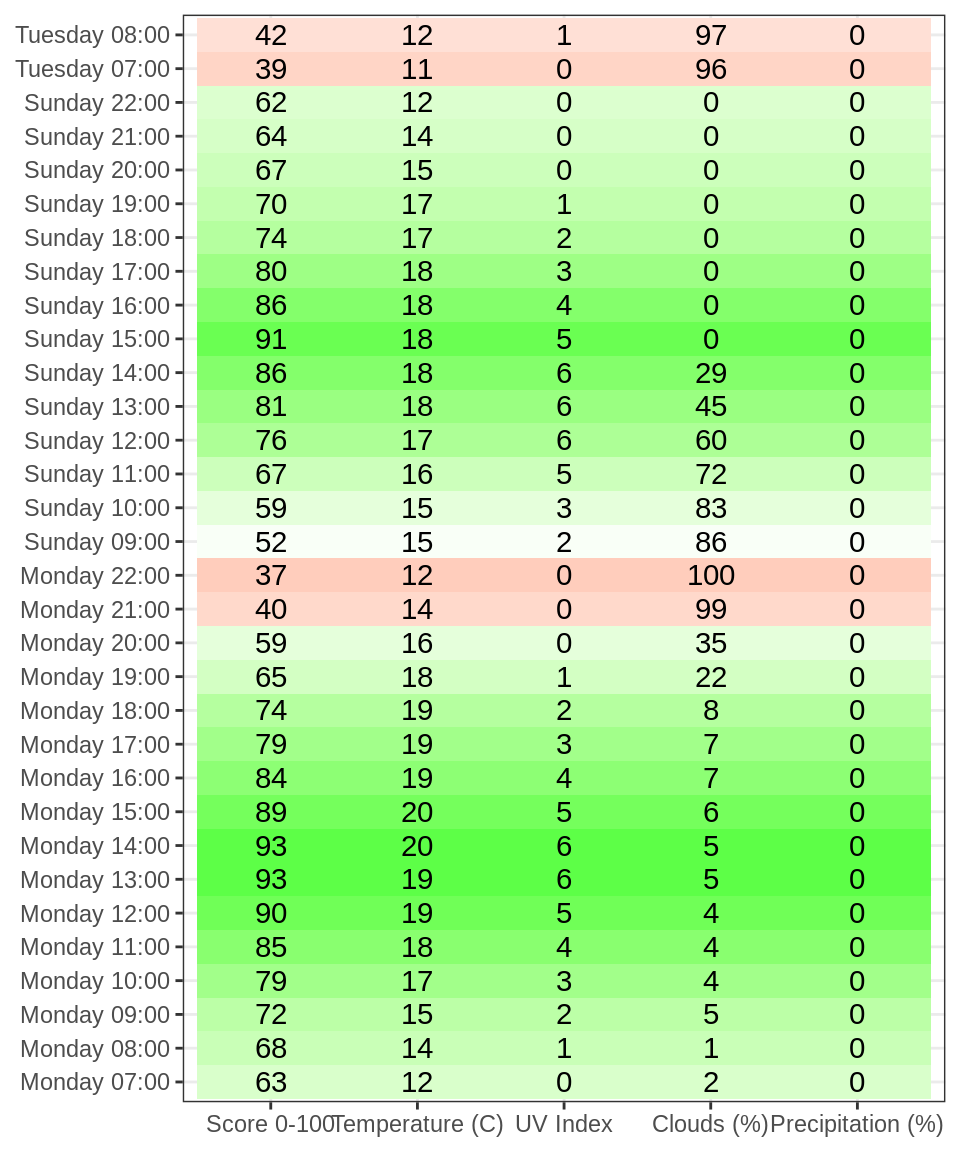 Tuesday 08:00 42 12 1 97 0
Tuesday 07:00 39 11 0 96 0
Sunday 22:00 62 12 0 0 0
Sunday 21:00 64 14 0 0 0
Sunday 20:00 67 15 0 0 0
Sunday 19:00 70 17 1 0 0
Sunday 18:00 74 17 2 0 0
Sunday 17:00 80 18 3 0 0
Sunday 16:00 86 18 4 0 0
Sunday 15:00 91 18 5 0 0
Sunday 14:00 86 18 6 29 0
Sunday 13:00 81 18 6 45 0
Sunday 12:00 76 17 6 60 0
Sunday 11:00 67 16 5 72 0
Sunday 10:00 59 15 3 83 0
Sunday 09:00 52 15 2 86 0
Monday 22:00 37 12 0 100 0
Monday 21:00 40 14 0 99 0
Monday 20:00 59 16 0 35 0
Monday 19:00 65 18 1 22 0
Monday 18:00 74 19 2 8 0
Monday 17:00 79 19 3 7 0
Monday 16:00 84 19 4 7 0
Monday 15:00 89 20 5 6 0
Monday 14:00 93 20 6 5 0
Monday 13:00 93 19 6 5 0
Monday 12:00 90 19 5 4 0
Monday 11:00 85 18 4 4 0
Monday 10:00 79 17 3 4 0
Monday 09:00 72 15 2 5 0
Monday 08:00 68 14 1 1 0
Monday 07:00 63 12 0 2 0
Score 0-100 Temperature (C) UV Index Clouds (%) Precipitation (%)